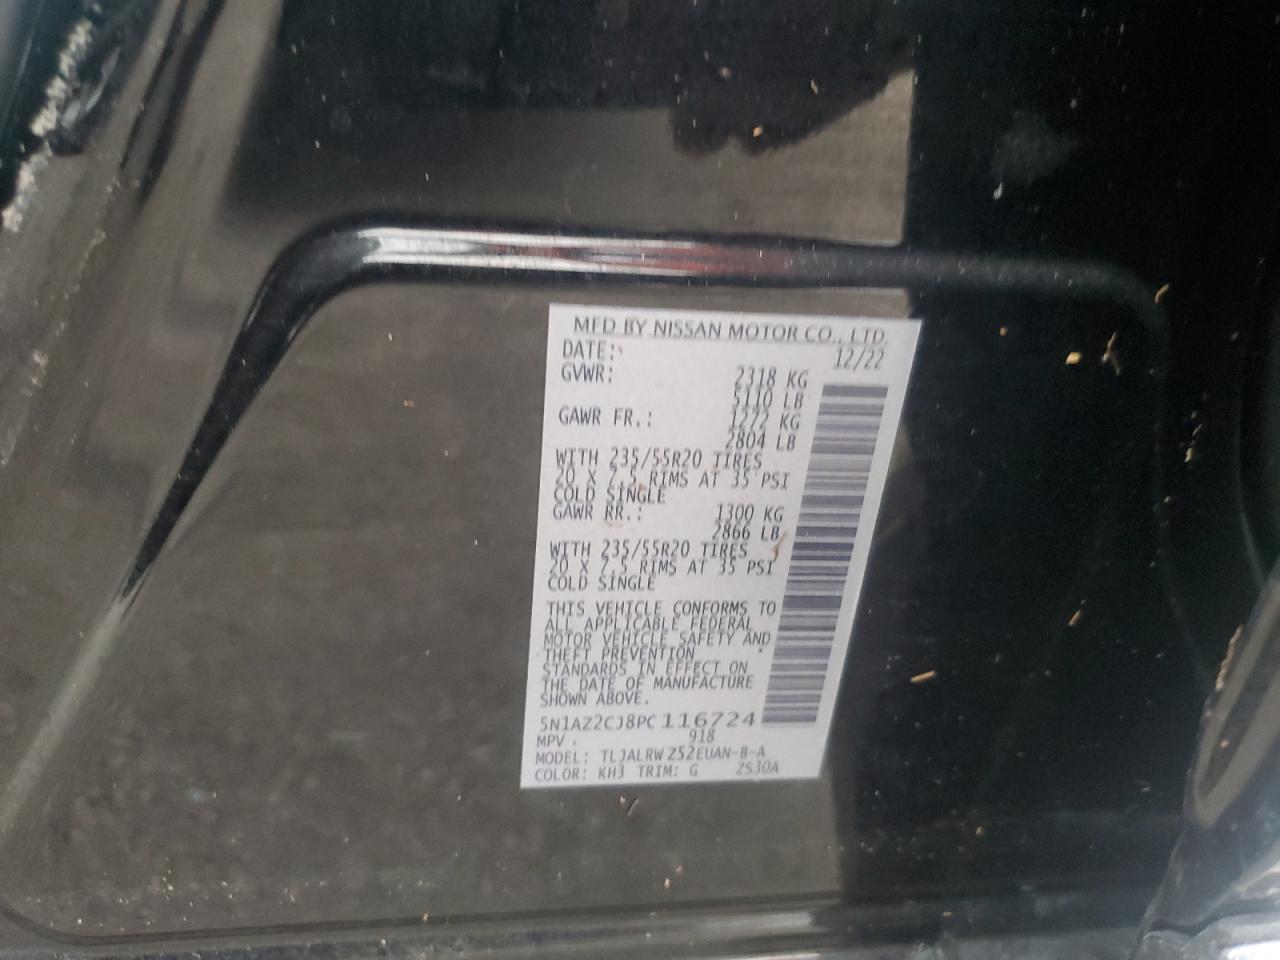 MFD BY NISSAN MOTOR CO., LTD.
DATE: 12/22
GVWR: 2318 KG
5110 LB
GAWR FR.: 1272 KG
2804 LB
WITH 235/55R20 TIRES
20 X 7.5 RIMS AT 35 PSI
COLD SINGLE
GAWR RR.: 1300 KG
2866 LB
WITH 235/55R20 TIRES
20 X 7.5 RIMS AT 35 PSI
COLD SINGLE
THIS VEHICLE CONFORMS TO
ALL APPLICABLE FEDERAL
MOTOR VEHICLE SAFETY AND
THEFT PREVENTION
STANDARDS IN EFFECT ON
THE DATE OF MANUFACTURE
SHOWN ABOVE.
5N1AZ2CJ8PC116724
MPV. 918
MODEL: TLJALRWZ52EUAN-B-A
COLOR: KH3 TRIM: G ZS30A